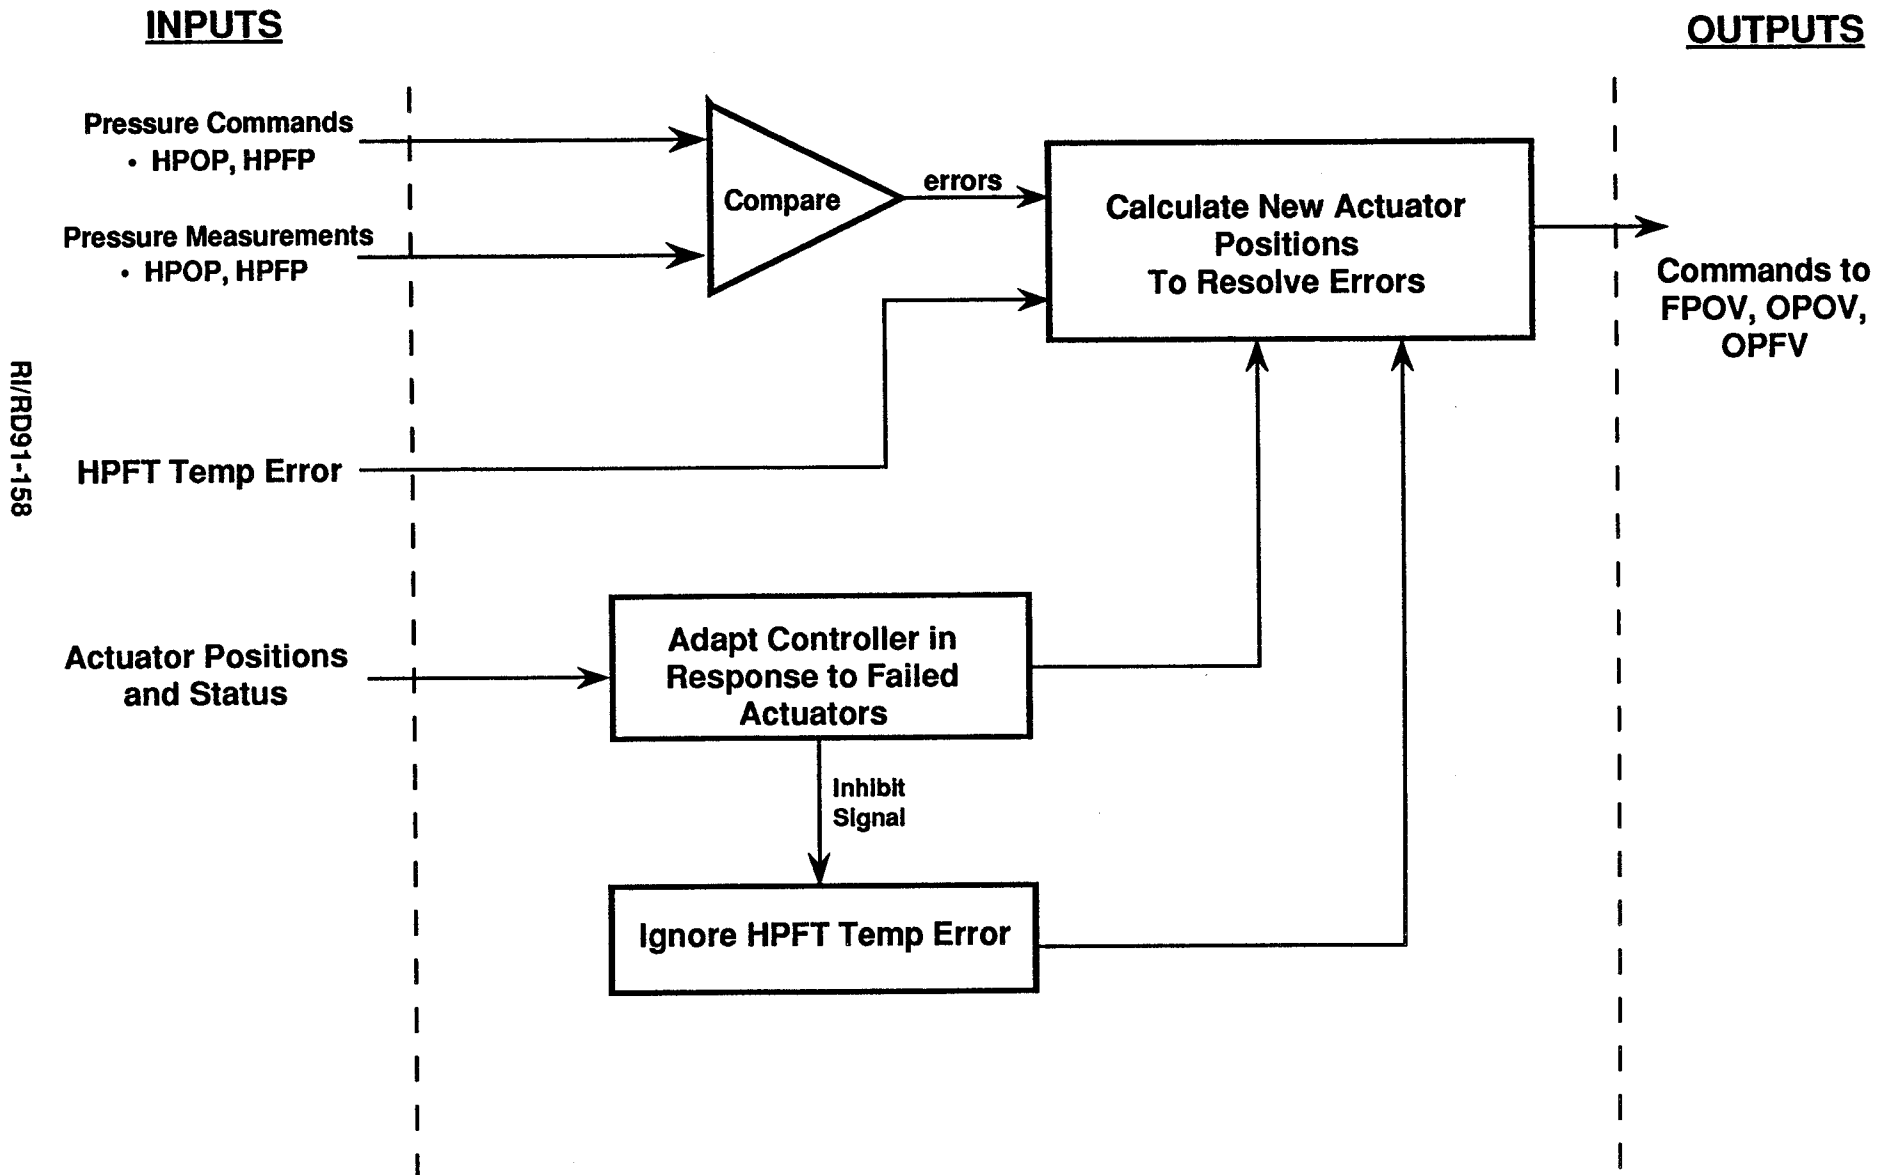 INPUTS
OUTPUTS
Pressure Commands
• HPOP, HPFP
Pressure Measurements
• HPOP, HPFP
Compare
errors
Calculate New Actuator
Positions
To Resolve Errors
Commands to
FPOV, OPOV,
OPFV
RI/RD91-158
HPFT Temp Error
Actuator Positions
and Status
Adapt Controller in
Response to Failed
Actuators
Inhibit
Signal
Ignore HPFT Temp Error